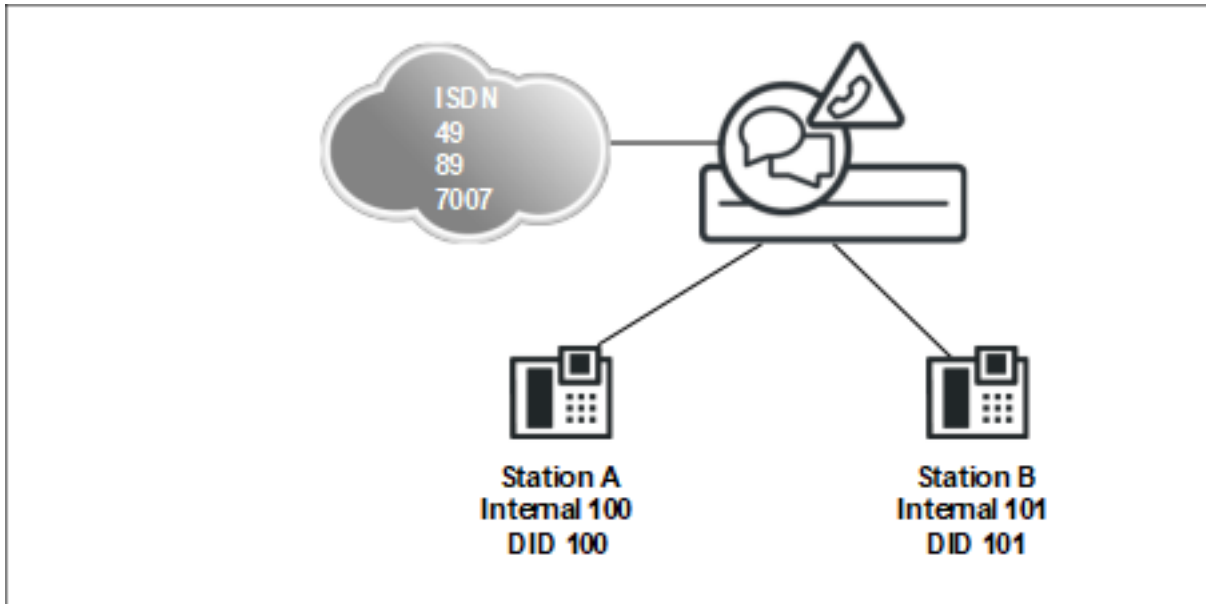 ISDN
49
89
7007
Station A
Internal 100
DID 100
Station B
Internal 101
DID 101